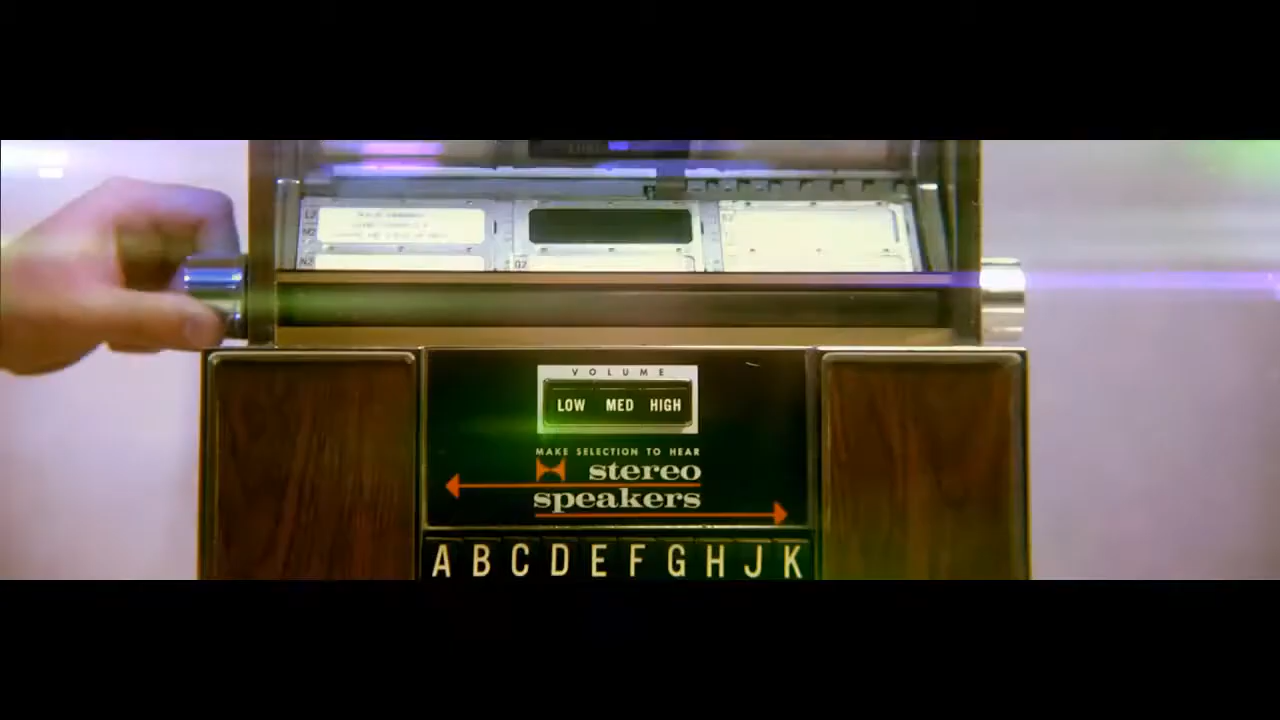 VOLUME
LOW MED HIGH
MAKE SELECTION TO HEAR
stereo
speakers
A B C D E F G H J K